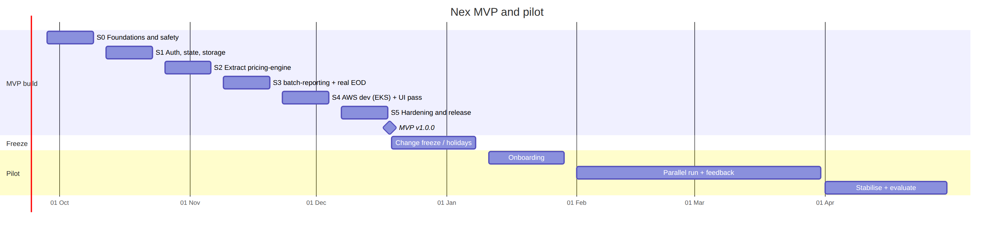 Nex MVP and pilot
S0 Foundations and safety
S1 Auth, state, storage
S2 Extract pricing-engine
MVP build
S3 batch-reporting + real EOD
S4 AWS dev (EKS) + UI pass
S5 Hardening and release
MVP v1.0.0
Freeze
Change freeze / holidays
Onboarding
Pilot
Parallel run + feedback
Stabilise + evaluate
01 Oct
01 Nov
01 Dec
01 Jan
01 Feb
01 Mar
01 Apr